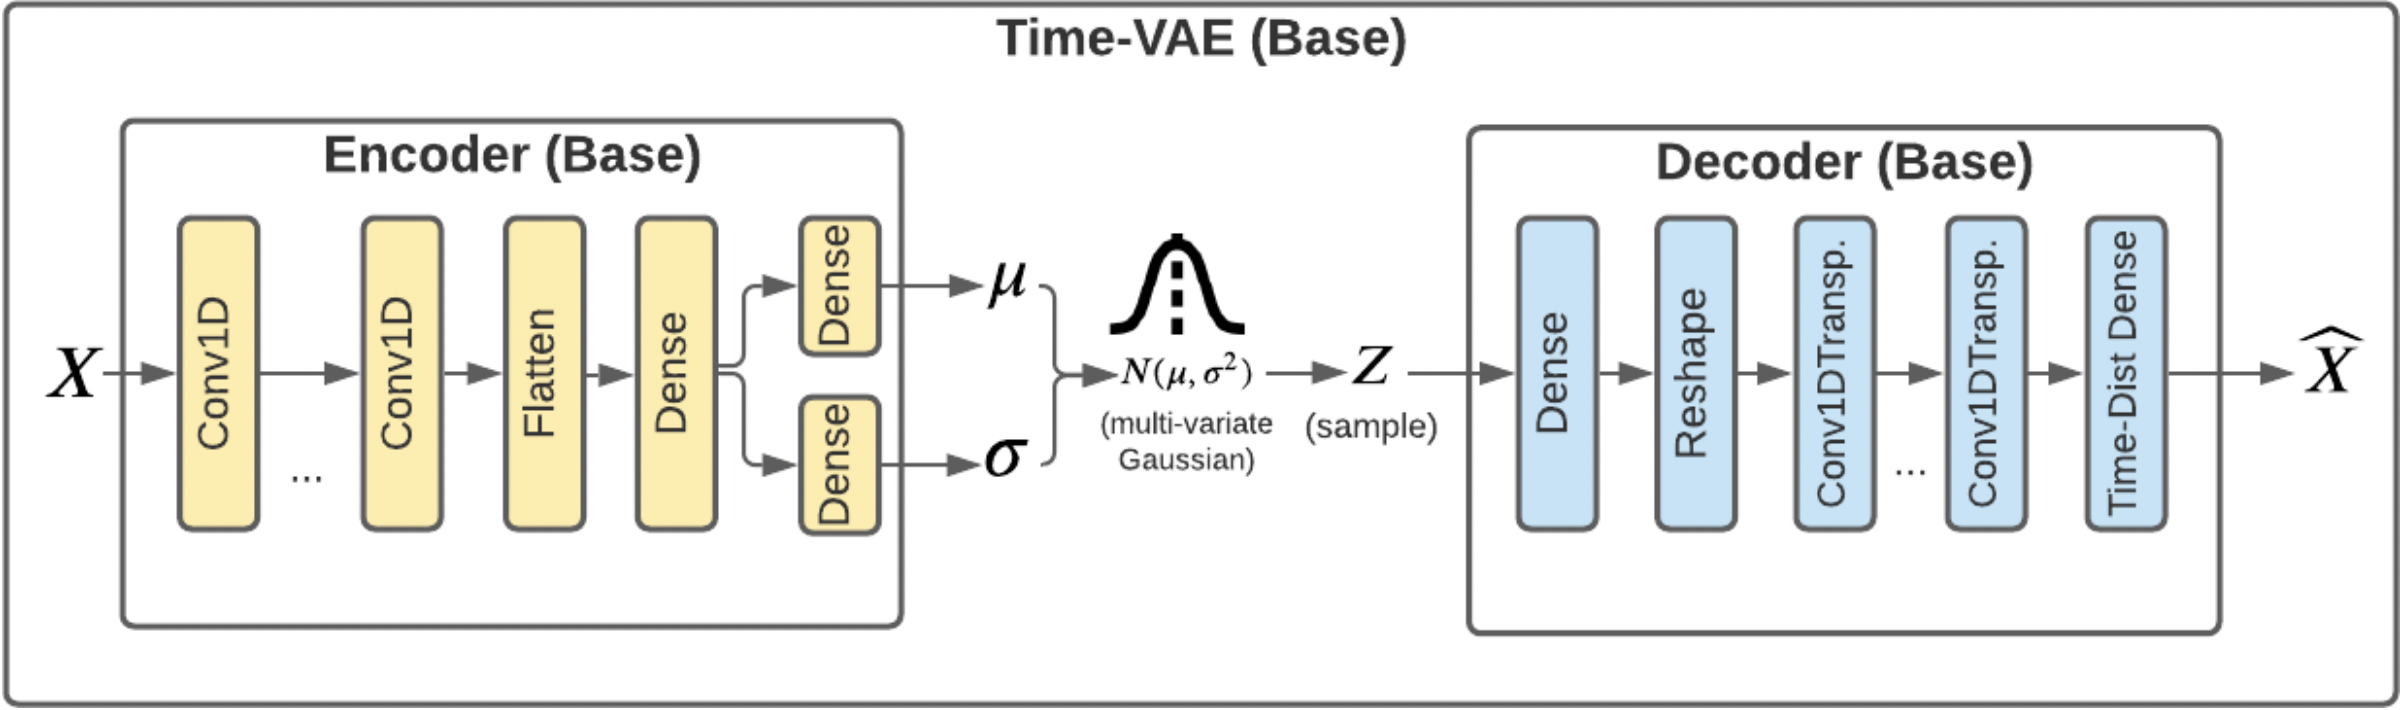 Time-VAE (Base)
Encoder (Base)
X
Conv1D
...
Conv1D
Flatten
Dense
Dense
Dense
μ
σ
N(μ, σ²)
(multi-variate
Gaussian)
Z
(sample)
Decoder (Base)
Dense
Reshape
Conv1DTransp.
...
Conv1DTransp.
Time-Dist Dense
X̂